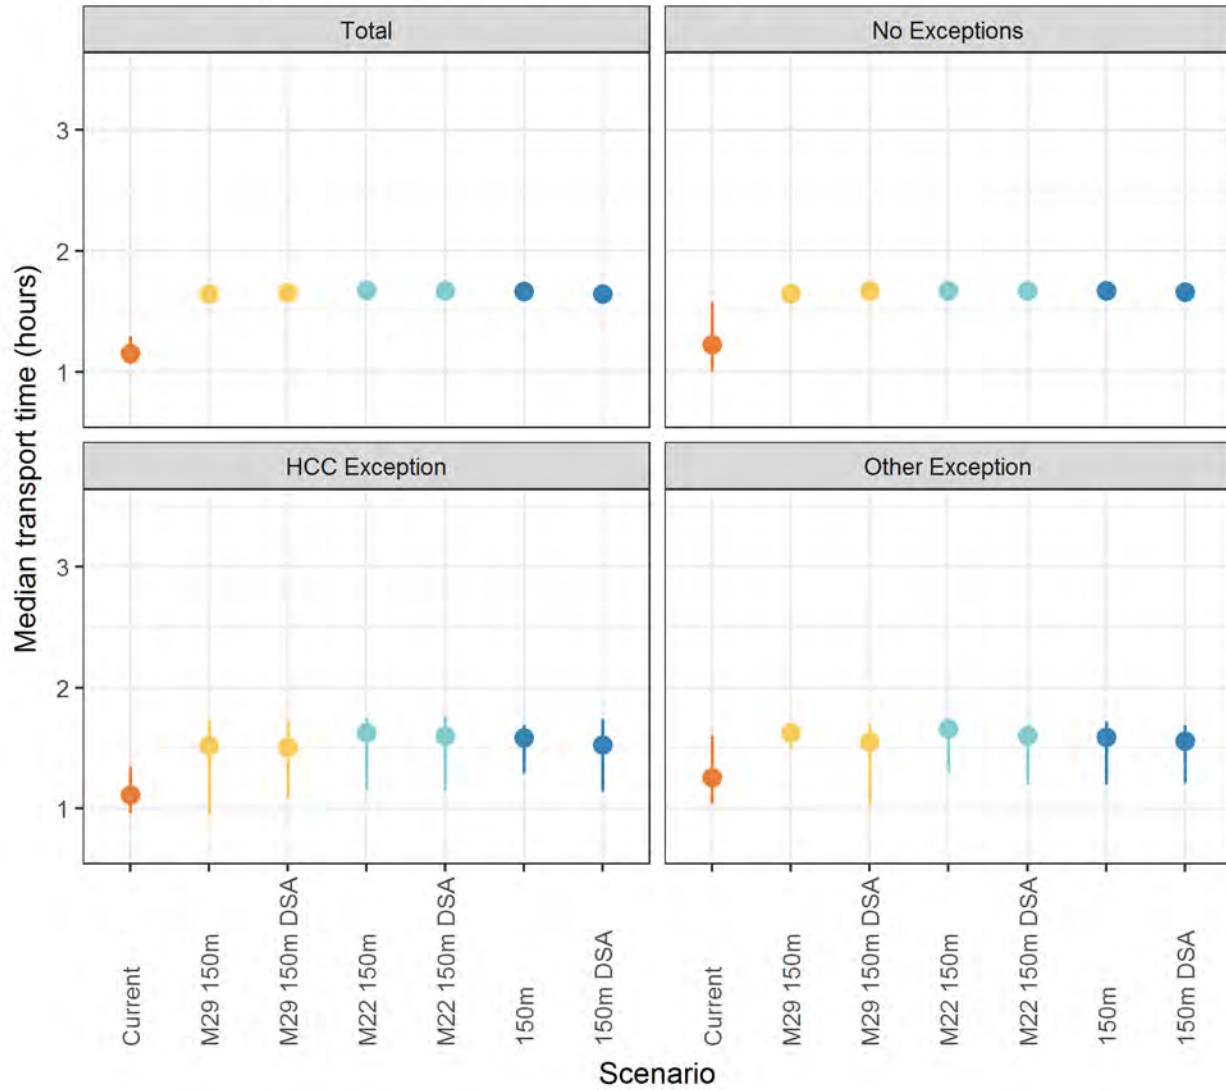 Total
No Exceptions
3
2
1
HCC Exception
Other Exception
3
2
1
Median transport time (hours)
Current
M29 150m
M29 150m DSA
M22 150m
M22 150m DSA
150m
150m DSA
Current
M29 150m
M29 150m DSA
M22 150m
M22 150m DSA
150m
150m DSA
Scenario